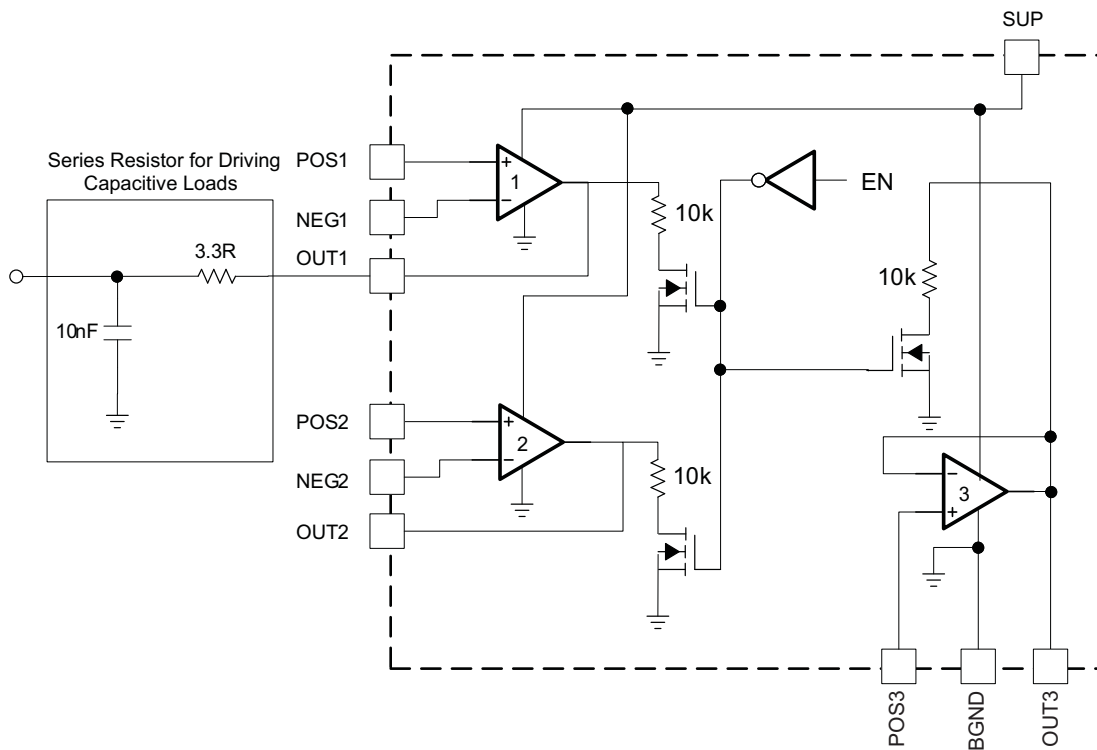 SUP
Series Resistor for Driving
Capacitive Loads
POS1
+
1
−
NEG1
EN
10k
3.3R
OUT1
10k
10nF
POS2
+
2
−
NEG2
10k
−
3
+
OUT2
POS3
BGND
OUT3